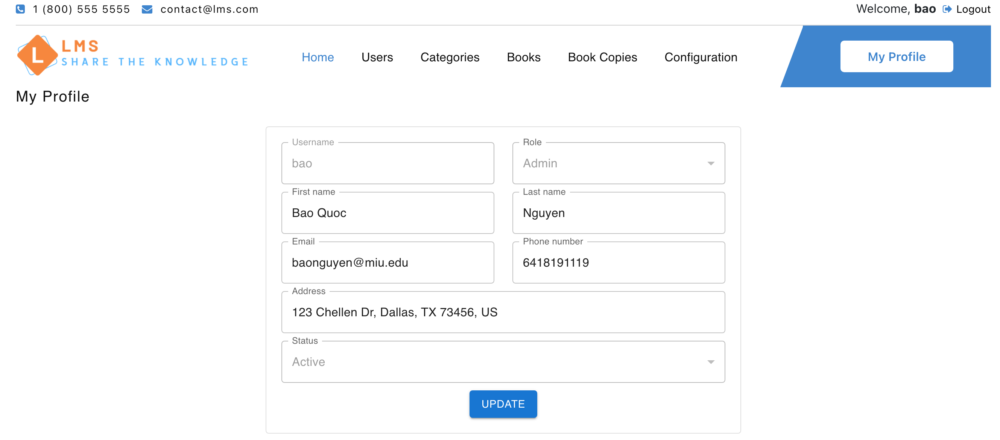 1 (800) 555 5555 contact@lms.com Welcome, bao Logout
L LMS
SHARE THE KNOWLEDGE
Home Users Categories Books Book Copies Configuration My Profile
My Profile
Username Role
bao Admin
First name Last name
Bao Quoc Nguyen
Email Phone number
baonguyen@miu.edu 6418191119
Address
123 Chellen Dr, Dallas, TX 73456, US
Status
Active
UPDATE